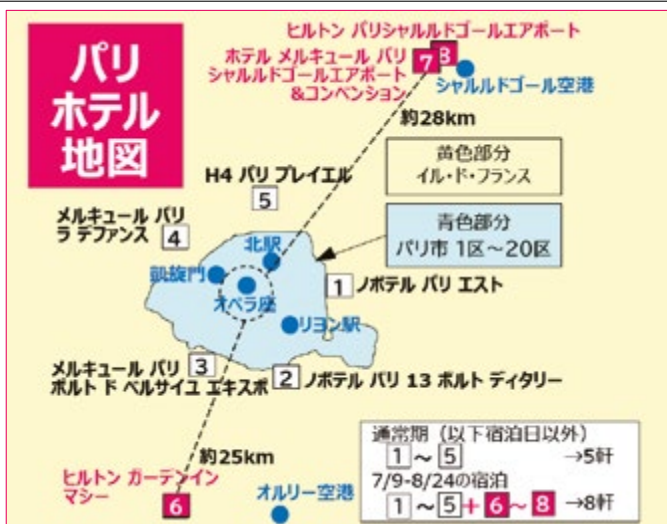 パリ
ホテル
地図
ヒルトン パリシャルルドゴールエアポート
ホテル メルキュール パリ
シャルルドゴールエアポート
&コンベンション
7
8
シャルルドゴール空港
約28km
黄色部分
イル・ド・フランス
H4 パリ プレイエル
5
メルキュール パリ
ラ デファンス
4
青色部分
パリ市 1区～20区
北駅
凱旋門
オペラ座
1 ノボテル パリ エスト
リヨン駅
メルキュール パリ
ポルト ド ベルサイユ エキスポ
3
2 ノボテル パリ 13 ポルト ディタリー
約25km
ヒルトン ガーデンイン
マシー
6
オルリー空港
通常期（以下宿泊日以外）
1～5 →5軒
7/9-8/24の宿泊
1～5+6～8 →8軒